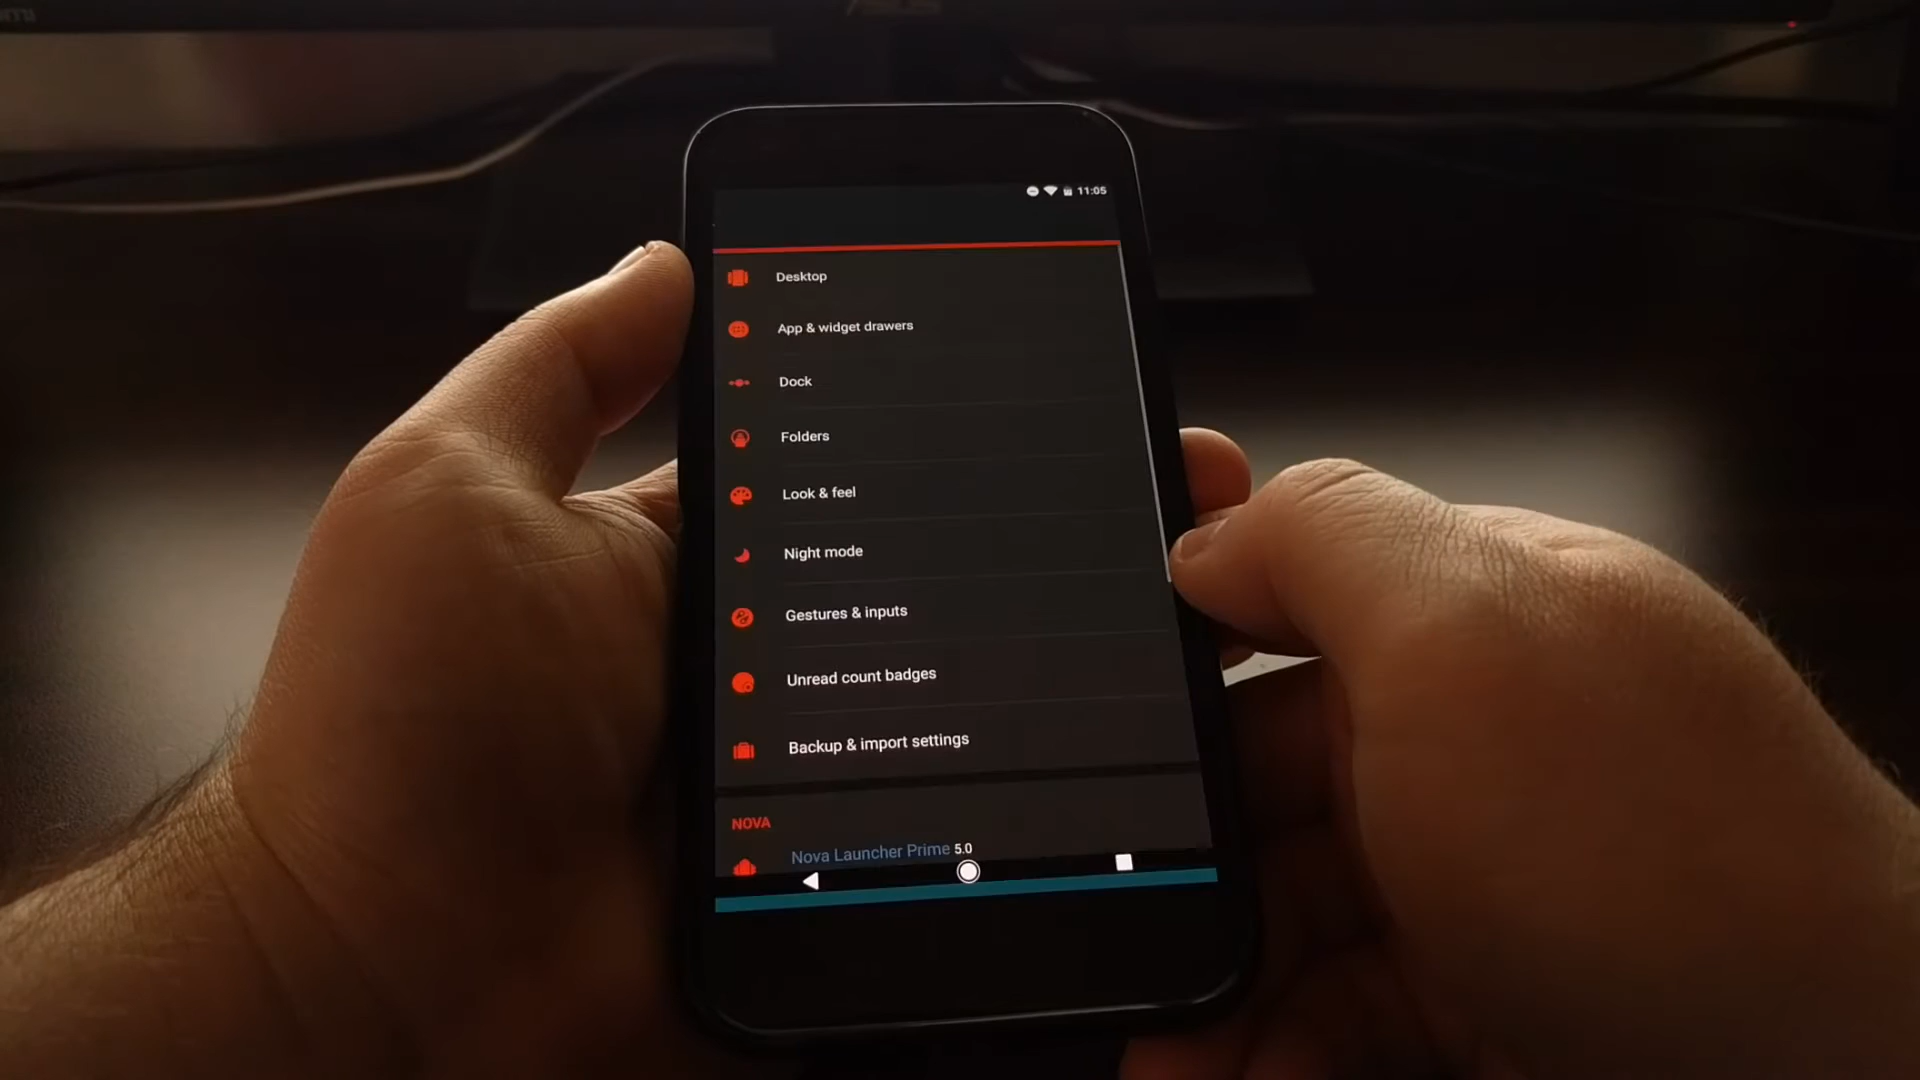 11:05
Desktop
App & widget drawers
Dock
Folders
Look & feel
Night mode
Gestures & inputs
Unread count badges
Backup & import settings
NOVA
Nova Launcher Prime 5.0